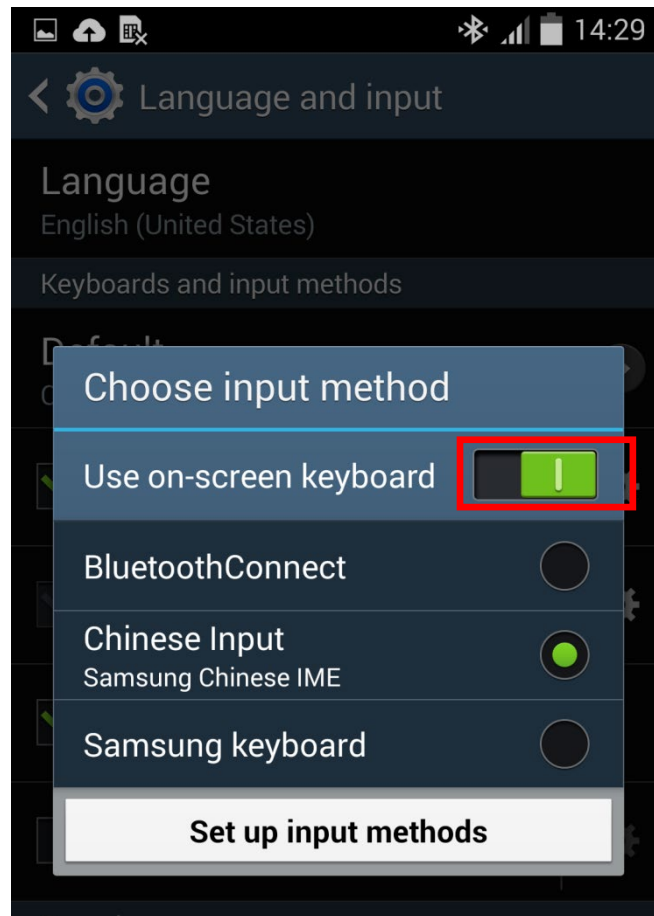 14:29
Language and input
Language
English (United States)
Keyboards and input methods
Choose input method
Use on-screen keyboard
BluetoothConnect
Chinese Input
Samsung Chinese IME
Samsung keyboard
Set up input methods